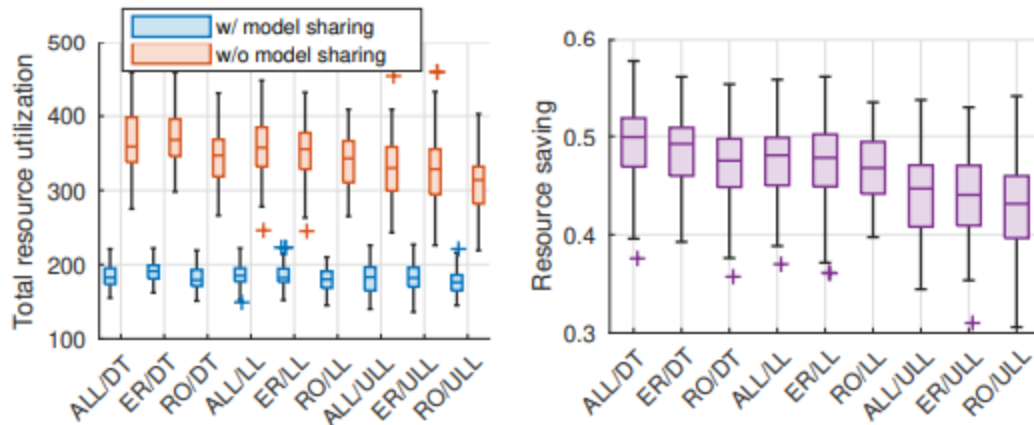 w/ model sharing
w/o model sharing
Total resource utilization
500
400
300
200
100
ALL/DT
ER/DT
RO/DT
ALL/LL
ER/LL
RO/LL
ALL/ULL
ER/ULL
RO/ULL
Resource saving
0.6
0.5
0.4
0.3
ALL/DT
ER/DT
RO/DT
ALL/LL
ER/LL
RO/LL
ALL/ULL
ER/ULL
RO/ULL